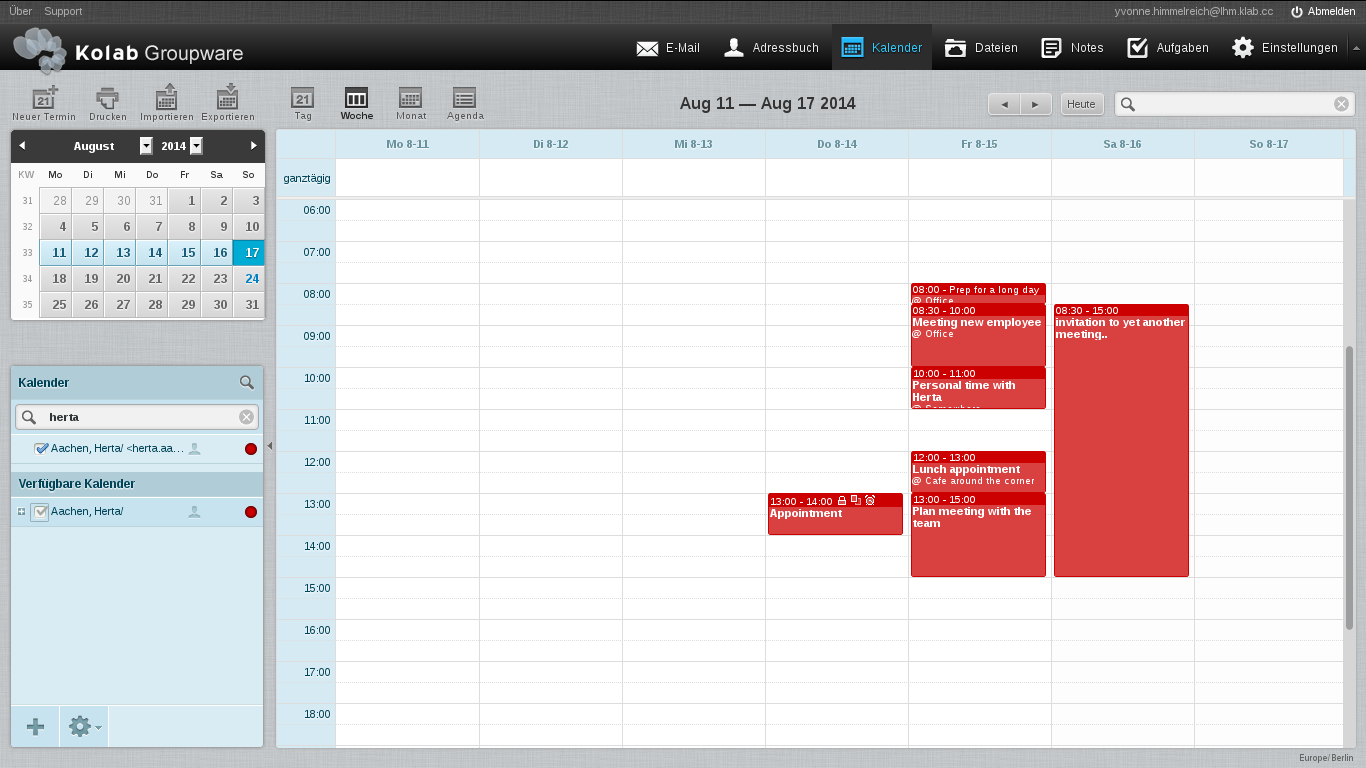 Über Support
yvonne.himmelreich@lhm.klab.cc Abmelden
Kolab Groupware
E-Mail Adressbuch Kalender Dateien Notes Aufgaben Einstellungen
21 21
Neuer Termin Drucken Importieren Exportieren Tag Woche Monat Agenda
Aug 11 — Aug 17 2014
Heute
August 2014
KW Mo Di Mi Do Fr Sa So
31 28 29 30 31 1 2 3
32 4 5 6 7 8 9 10
33 11 12 13 14 15 16 17
34 18 19 20 21 22 23 24
35 25 26 27 28 29 30 31
Kalender
herta
Aachen, Herta/ <herta.aa…
Verfügbare Kalender
Aachen, Herta/
Mo 8-11 Di 8-12 Mi 8-13 Do 8-14 Fr 8-15 Sa 8-16 So 8-17
ganztägig
06:00
07:00
08:00
09:00
10:00
11:00
12:00
13:00
14:00
15:00
16:00
17:00
18:00
13:00 - 14:00
Appointment
08:00 - Prep for a long day
@ Office
08:30 - 10:00
Meeting new employee
@ Office
10:00 - 11:00
Personal time with
Herta
12:00 - 13:00
Lunch appointment
@ Cafe around the corner
13:00 - 15:00
Plan meeting with the
team
08:30 - 15:00
invitation to yet another
meeting..
Europe/Berlin